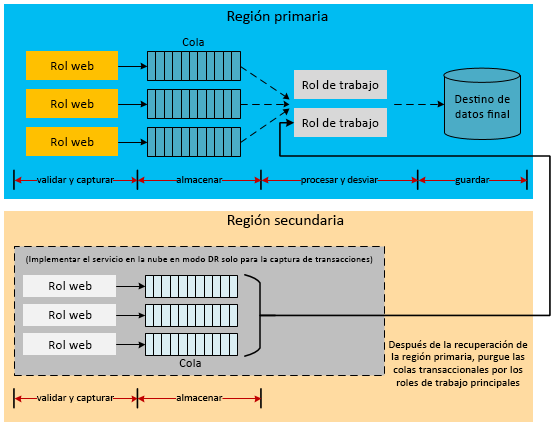 Región primaria
Cola
Rol web
Rol web
Rol web
Rol de trabajo
Rol de trabajo
Destino de
datos final
validar y capturar
almacenar
procesar y desviar
guardar
Región secundaria
(Implementar el servicio en la nube en modo DR solo para la captura de transacciones)
Rol web
Rol web
Rol web
Cola
Después de la recuperación de
la región primaria, purgue las
colas transaccionales por los
roles de trabajo principales
validar y capturar
almacenar